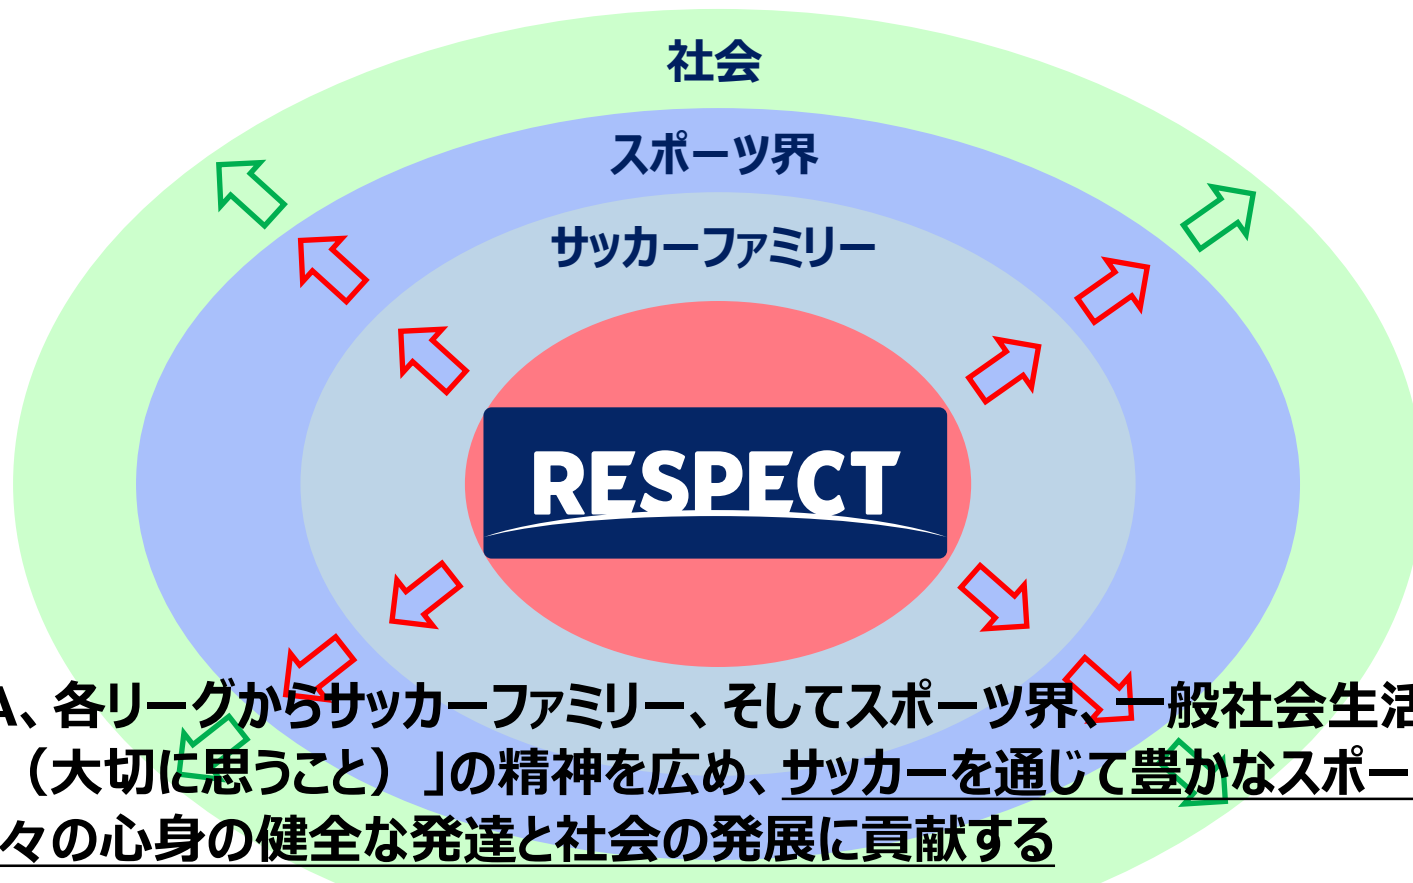 社会
スポーツ界
サッカーファミリー
RESPECT
A、各リーグからサッカーファミリー、そしてスポーツ界、一般社会生活
（大切に思うこと）」の精神を広め、サッカーを通じて豊かなスポー
々の心身の健全な発達と社会の発展に貢献する